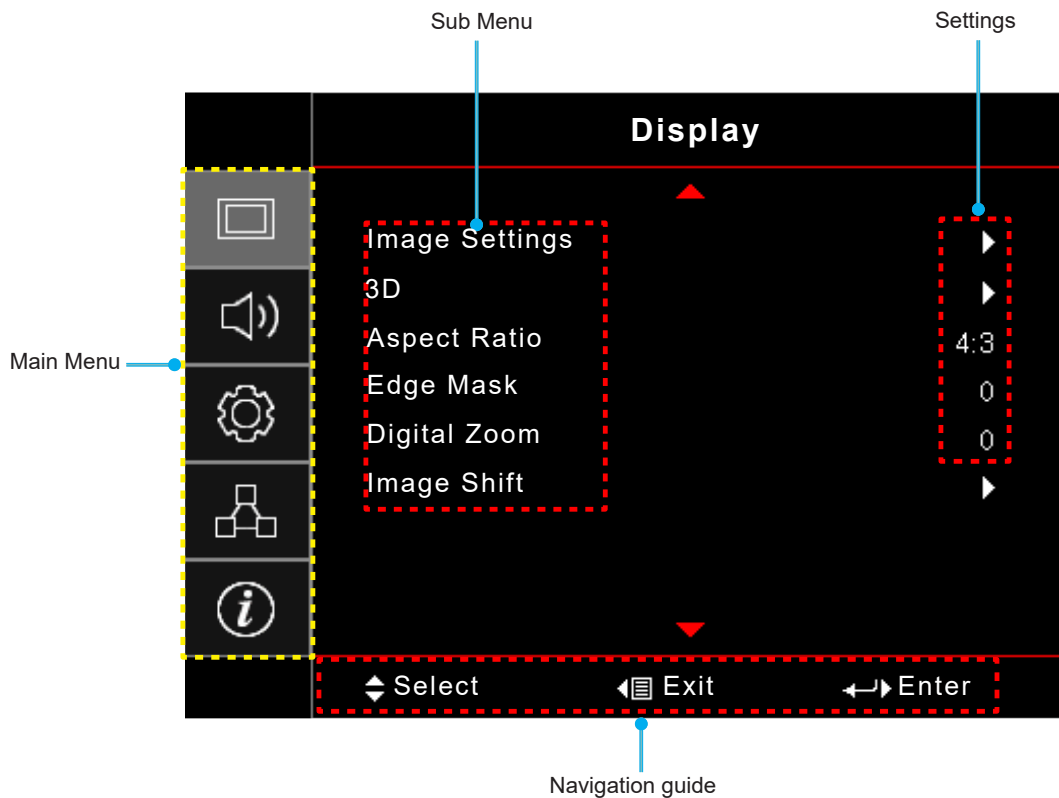 Sub Menu
Settings
Display
Image Settings
3D
Aspect Ratio 4:3
Edge Mask 0
Digital Zoom 0
Image Shift
Main Menu
Select Exit Enter
Navigation guide